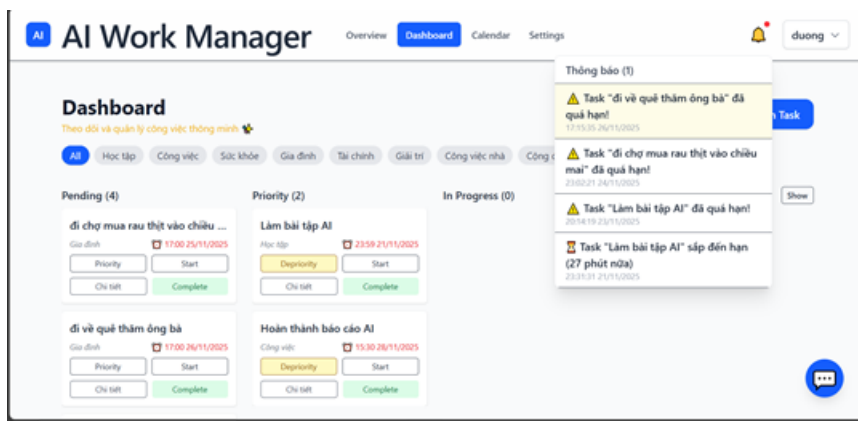 AI
AI Work Manager
Overview
Dashboard
Calendar
Settings
duong
Thông báo (1)
⚠ Task "đi về quê thăm ông bà" đã
quá hạn!
17:15:35 26/11/2025
⚠ Task "đi chợ mua rau thịt vào chiều
mai" đã quá hạn!
23:02:21 24/11/2025
⚠ Task "Làm bài tập AI" đã quá hạn!
20:14:19 23/11/2025
⌛ Task "Làm bài tập AI" sắp đến hạn
(27 phút nữa)
23:31:31 21/11/2025
Dashboard
Theo dõi và quản lý công việc thông minh
Task
All
Học tập
Công việc
Sức khỏe
Gia đình
Tài chính
Giải trí
Công việc nhà
Pending (4)
Priority (2)
In Progress (0)
Show
đi chợ mua rau thịt vào chiều ...
Gia đình
17:00 25/11/2025
Priority
Start
Chi tiết
Complete
đi về quê thăm ông bà
Gia đình
17:00 26/11/2025
Priority
Start
Chi tiết
Complete
Làm bài tập AI
Học tập
23:59 21/11/2025
Depriority
Start
Chi tiết
Complete
Hoàn thành báo cáo AI
Công việc
15:30 28/11/2025
Depriority
Start
Chi tiết
Complete